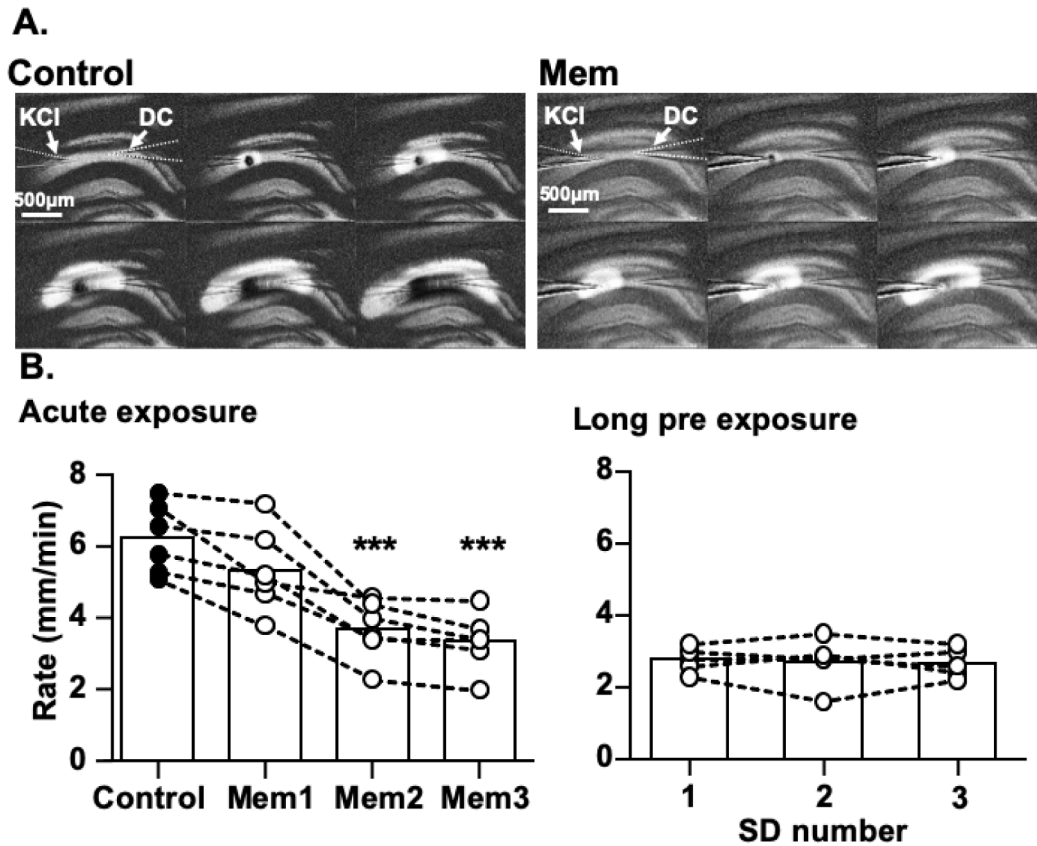 A.
Control
Mem
KCl
DC
500µm
KCl
DC
500µm
B.
Acute exposure
Long pre exposure
Rate (mm/min)
8
6
4
2
0
*** ***
Control Mem1 Mem2 Mem3
8
6
4
2
0
1 2 3
SD number